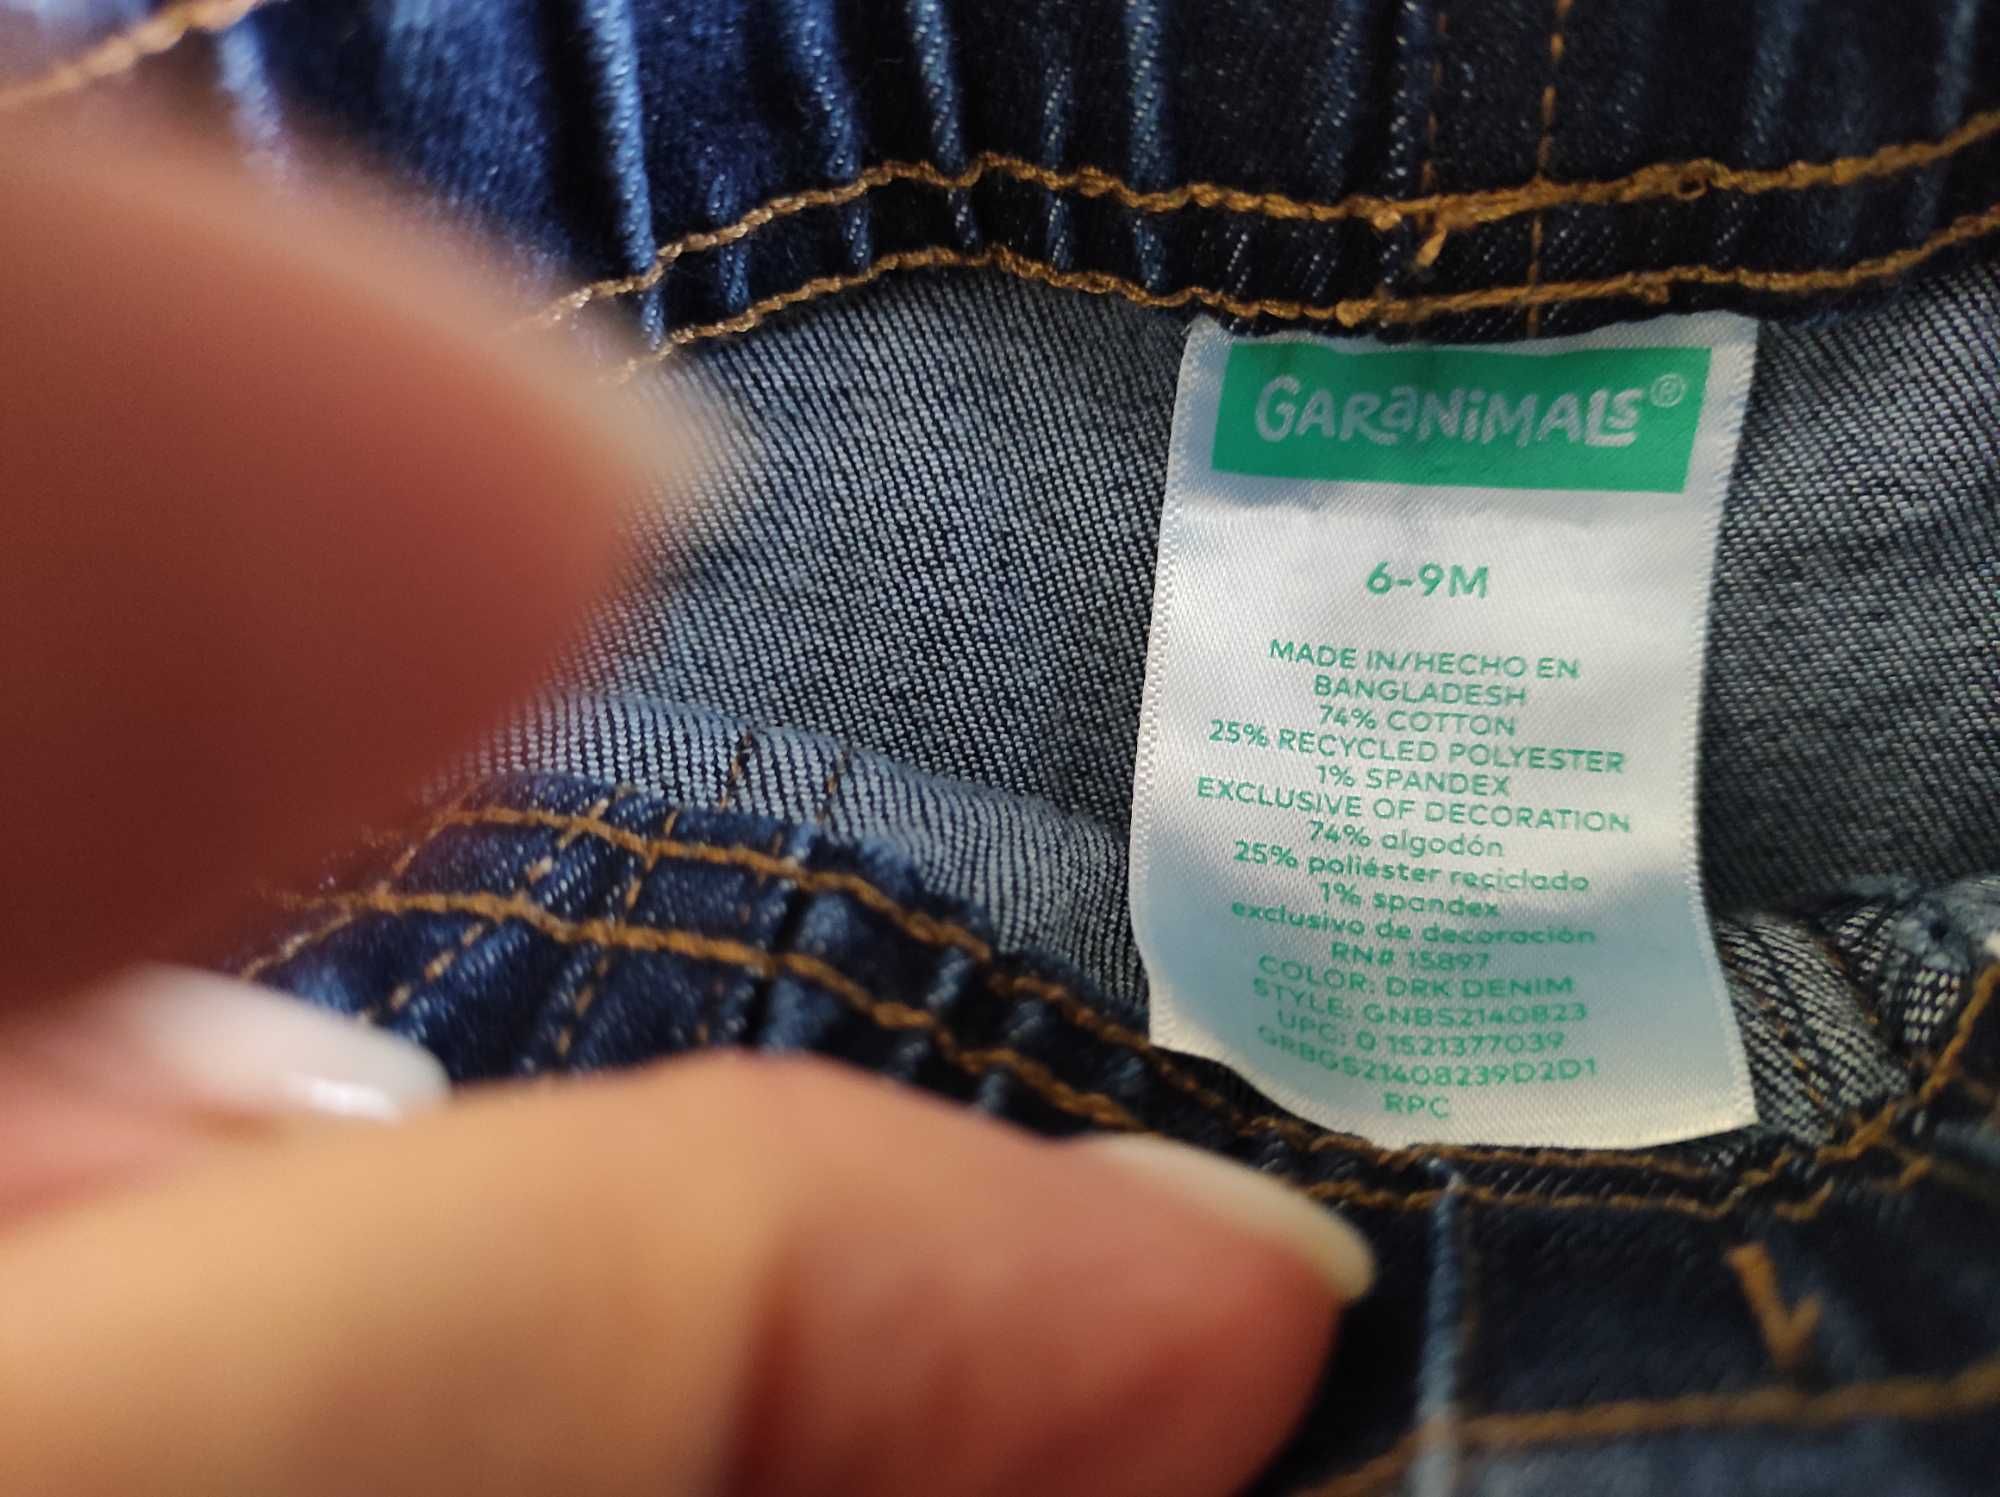 GARaNiMALS®
6-9M
MADE IN/HECHO EN
BANGLADESH
74% COTTON
25% RECYCLED POLYESTER
1% SPANDEX
EXCLUSIVE OF DECORATION
74% algodón
25% poliéster reciclado
1% spandex
exclusivo de decoración
RN# 15897
COLOR: DRK DENIM
STYLE: GNBS2140823
UPC: 0 1521377039
GRBGS21408239D2D1
RPC